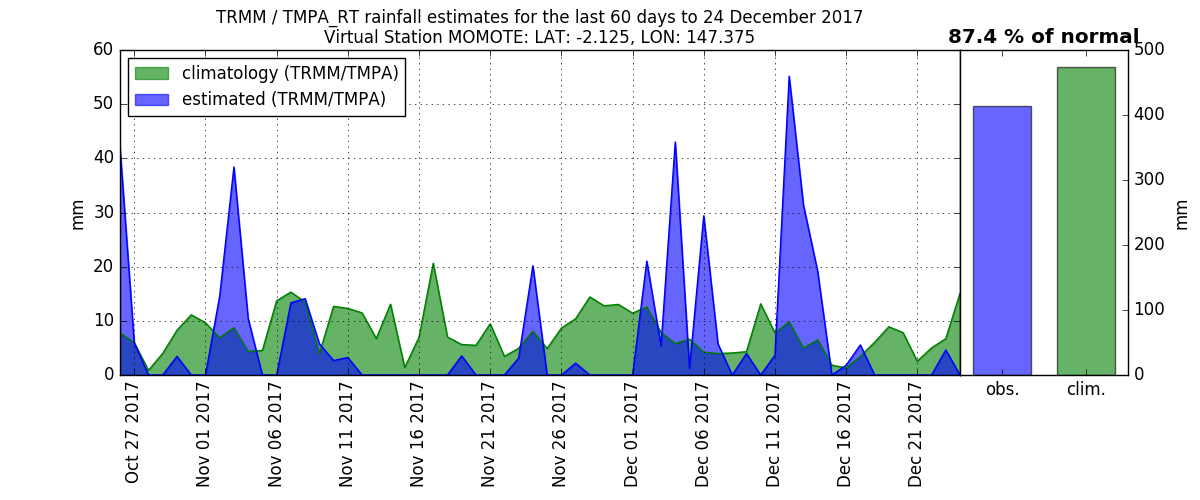 TRMM / TMPA_RT rainfall estimates for the last 60 days to 24 December 2017
Virtual Station MOMOTE: LAT: -2.125, LON: 147.375
87.4 % of normal
climatology (TRMM/TMPA)
estimated (TRMM/TMPA)
60
50
40
30
20
10
0
mm
500
400
300
200
100
0
mm
Oct 27 2017
Nov 01 2017
Nov 06 2017
Nov 11 2017
Nov 16 2017
Nov 21 2017
Nov 26 2017
Dec 01 2017
Dec 06 2017
Dec 11 2017
Dec 16 2017
Dec 21 2017
obs.
clim.